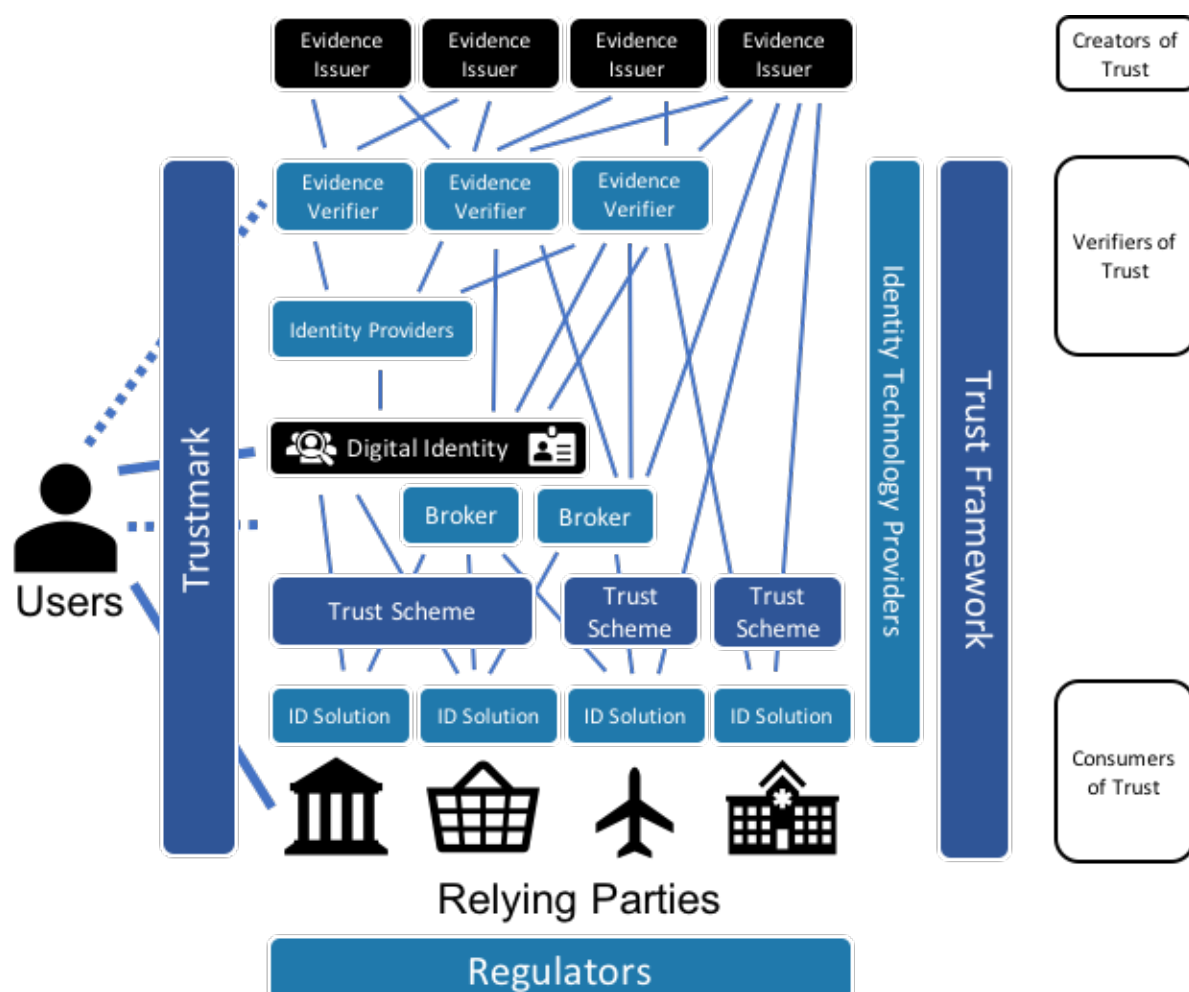 Evidence
Issuer
Evidence
Issuer
Evidence
Issuer
Evidence
Issuer
Creators of
Trust
Evidence
Verifier
Evidence
Verifier
Evidence
Verifier
Verifiers of
Trust
Identity Providers
Digital Identity
Broker
Broker
Users
Trustmark
Identity Technology Providers
Trust Framework
Trust Scheme
Trust
Scheme
Trust
Scheme
ID Solution
ID Solution
ID Solution
ID Solution
Consumers
of Trust
Relying Parties
Regulators